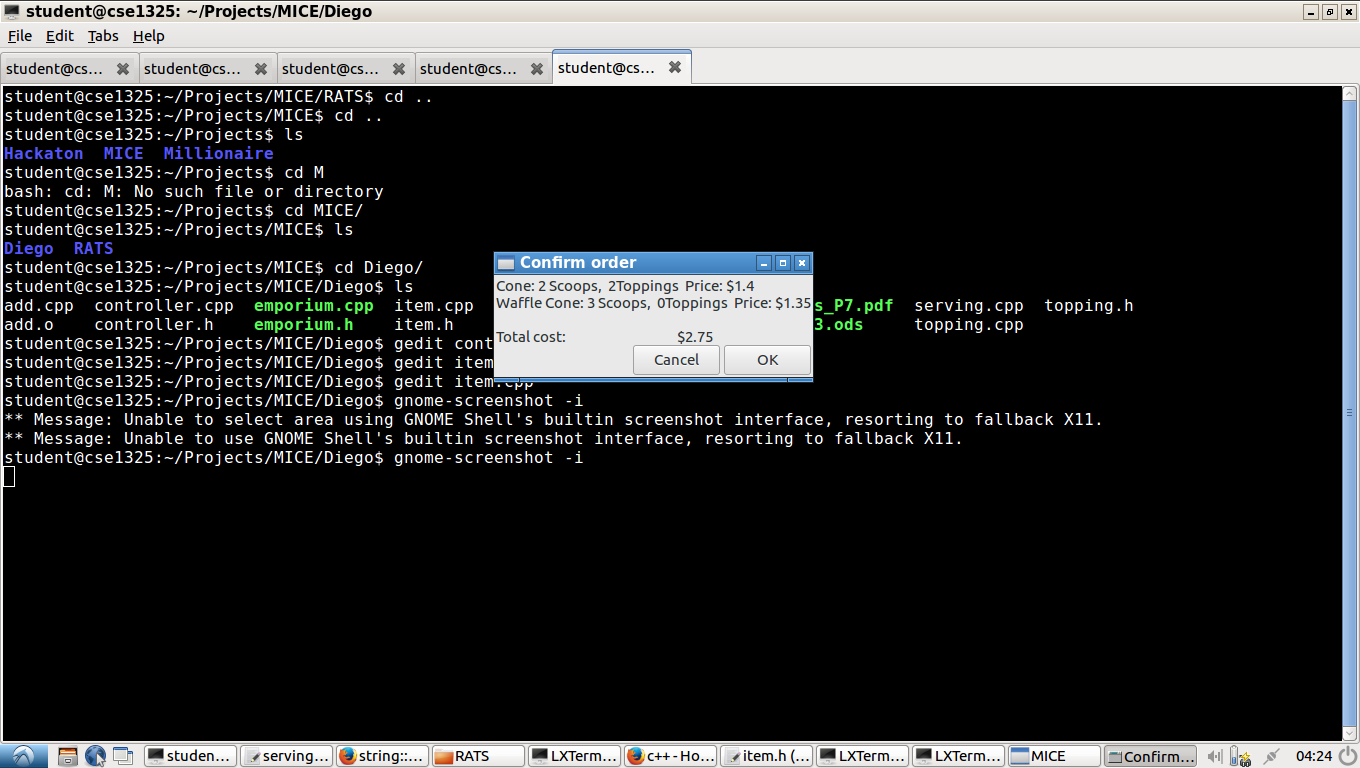 student@cse1325: ~/Projects/MICE/Diego
File Edit Tabs Help
student@cs... student@cs... student@cs... student@cs... student@cs...
student@cse1325:~/Projects/MICE/RATS$ cd ..
student@cse1325:~/Projects/MICE$ cd ..
student@cse1325:~/Projects$ ls
Hackaton MICE Millionaire
student@cse1325:~/Projects$ cd M
bash: cd: M: No such file or directory
student@cse1325:~/Projects$ cd MICE/
student@cse1325:~/Projects/MICE$ ls
Diego RATS
student@cse1325:~/Projects/MICE$ cd Diego/
student@cse1325:~/Projects/MICE/Diego$ ls
add.cpp controller.cpp emporium.cpp item.cpp s_P7.pdf serving.cpp topping.h
add.o controller.h emporium.h item.h 3.ods topping.cpp
student@cse1325:~/Projects/MICE/Diego$ gedit cont
student@cse1325:~/Projects/MICE/Diego$ gedit item
student@cse1325:~/Projects/MICE/Diego$ gedit item.cpp
student@cse1325:~/Projects/MICE/Diego$ gnome-screenshot -i
** Message: Unable to select area using GNOME Shell's builtin screenshot interface, resorting to fallback X11.
** Message: Unable to use GNOME Shell's builtin screenshot interface, resorting to fallback X11.
student@cse1325:~/Projects/MICE/Diego$ gnome-screenshot -i
Confirm order
Cone: 2 Scoops, 2Toppings Price: $1.4
Waffle Cone: 3 Scoops, 0Toppings Price: $1.35
Total cost: $2.75
Cancel OK
studen... serving... string::... RATS LXTerm... c++ - Ho... item.h (... LXTerm... LXTerm... MICE Confirm... 04:24